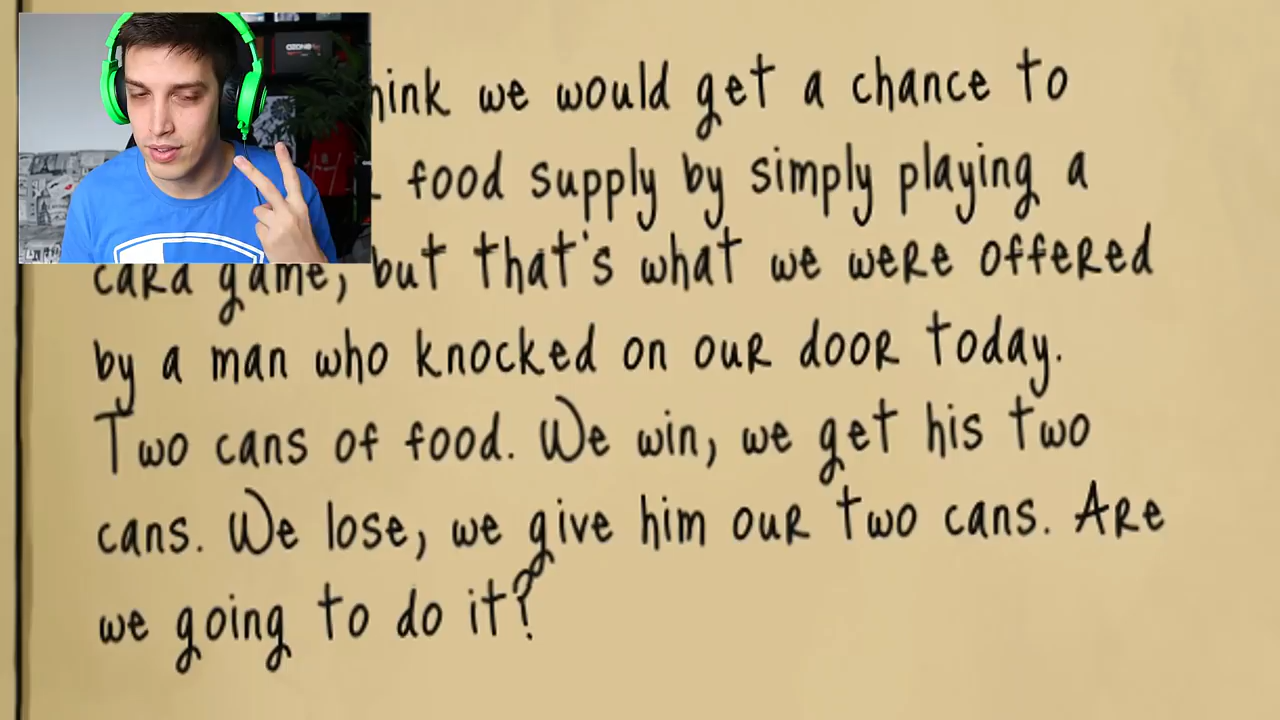 OZONE
hink we would get a chance to
food supply by simply playing a
card game, but that's what we were offered
by a man who knocked on our door today.
Two cans of food. We win, we get his two
cans. We lose, we give him our two cans. Are
we going to do it?